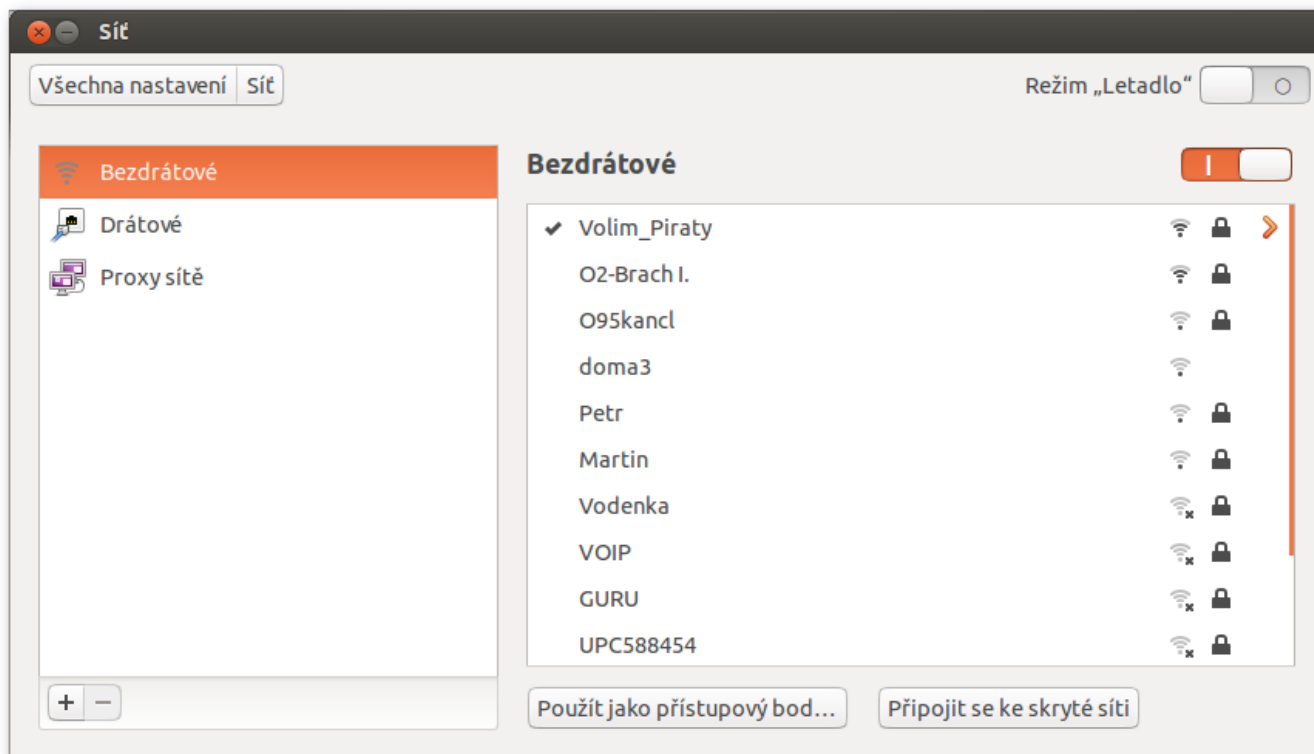 Síť
Všechna nastavení Síť
Režim „Letadlo“
Bezdrátové
Drátové
Proxy sítě
Bezdrátové
Volim_Piraty
O2-Brach I.
O95kancl
doma3
Petr
Martin
Vodenka
VOIP
GURU
UPC588454
Použít jako přístupový bod...
Připojit se ke skryté síti